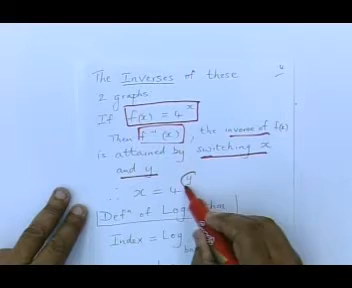 The Inverses of these
2 graphs:
If f(x) = 4^x
Then f⁻¹(x), the inverse of f(x)
is attained by switching x
and y
∴ x = 4^y
Defⁿ of Logarithm
Index = Log